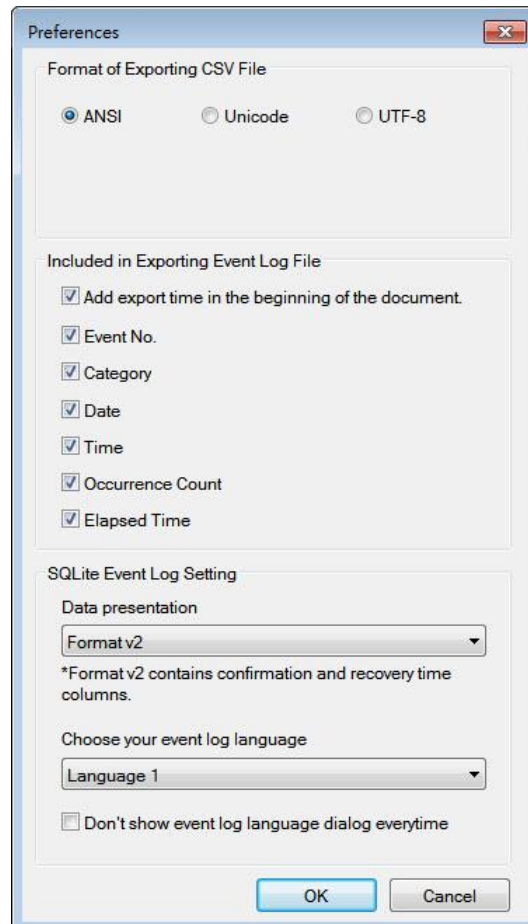 Preferences
Format of Exporting CSV File
ANSI Unicode UTF-8
Included in Exporting Event Log File
Add export time in the beginning of the document.
Event No.
Category
Date
Time
Occurrence Count
Elapsed Time
SQLite Event Log Setting
Data presentation
Format v2
*Format v2 contains confirmation and recovery time
columns.
Choose your event log language
Language 1
Don't show event log language dialog everytime
OK Cancel